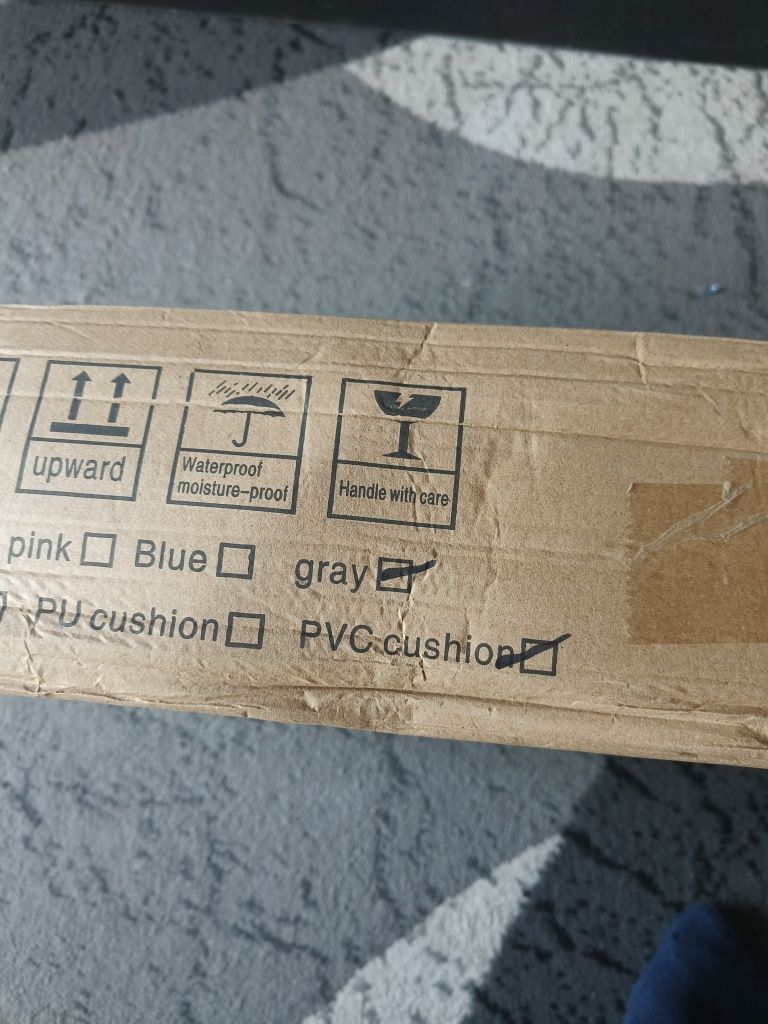 upward
Waterproof
moisture-proof
Handle with care
pink Blue gray
PU cushion PVC cushion